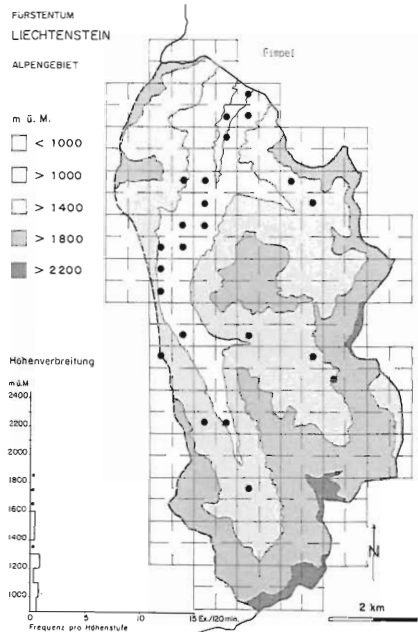 FÜRSTENTUM
LIECHTENSTEIN
ALPENGEBIET
Gimpel
m ü. M.
< 1000
> 1000
> 1400
> 1800
> 2200
Höhenverbreitung
m ü.M
2400
2200
2000
1800
1600
1400
1200
1000
0 5 10 15 Ex./120 min.
Frequenz pro Höhenstufe
N
2 km